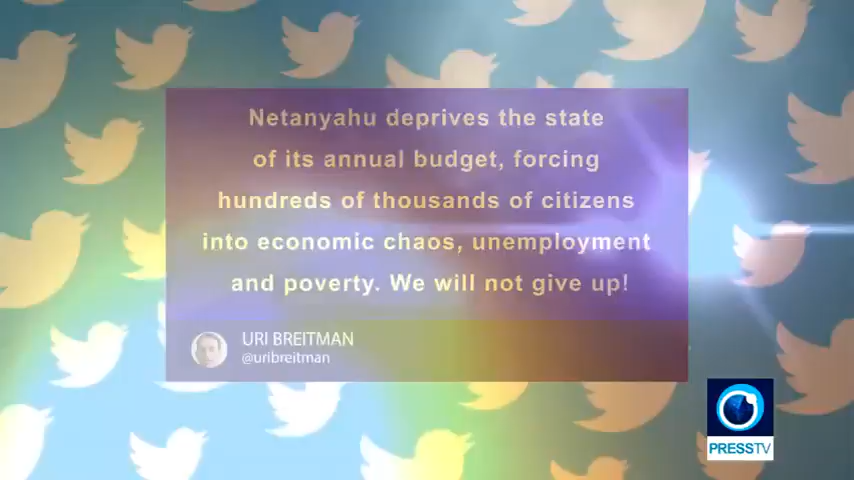 Netanyahu deprives the state
of its annual budget, forcing
hundreds of thousands of citizens
into economic chaos, unemployment
and poverty. We will not give up!
URI BREITMAN
@uribreitman
PRESSTV